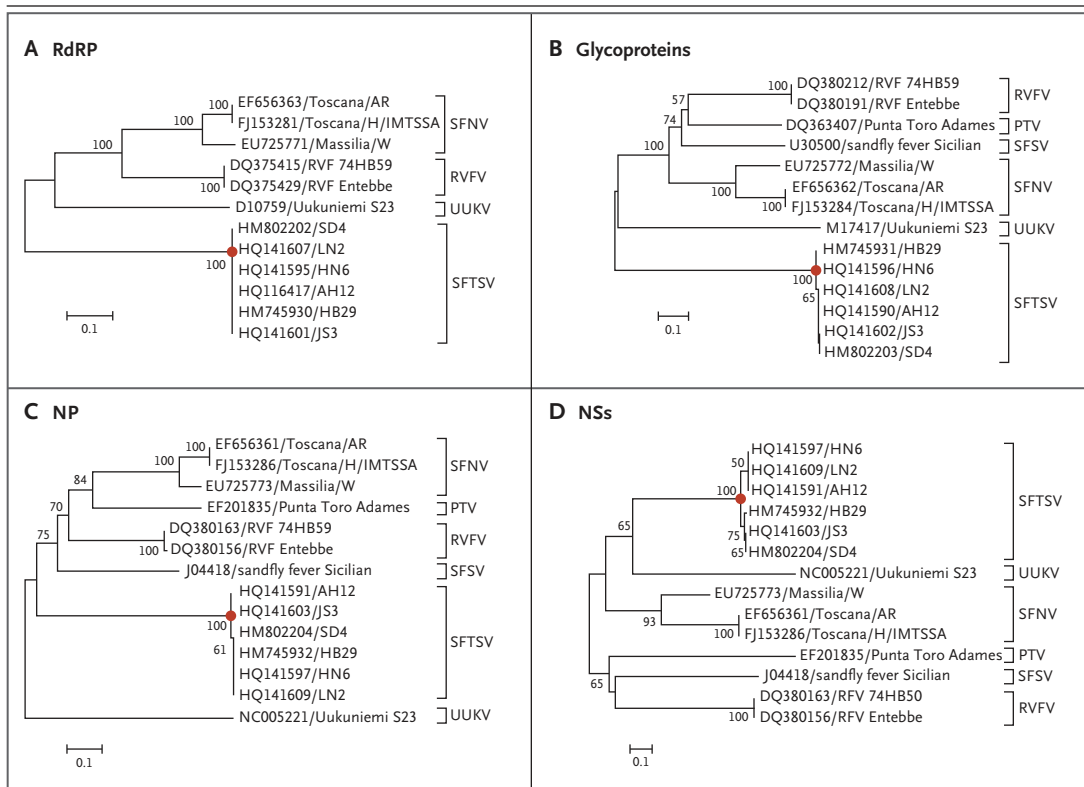 A RdRP
100
EF656363/Toscana/AR
FJ153281/Toscana/H/IMTSSA
100
EU725771/Massilia/W
SFNV
100
DQ375415/RVF 74HB59
DQ375429/RVF Entebbe
100
RVFV
D10759/Uukuniemi S23
UUKV
HM802202/SD4
HQ141607/LN2
100
HQ141595/HN6
HQ116417/AH12
HM745930/HB29
HQ141601/JS3
SFTSV
0.1
B Glycoproteins
100
DQ380212/RVF 74HB59
DQ380191/RVF Entebbe
RVFV
57
DQ363407/Punta Toro Adames
PTV
74
U30500/sandfly fever Sicilian
SFSV
100
EU725772/Massilia/W
100
EF656362/Toscana/AR
100
FJ153284/Toscana/H/IMTSSA
SFNV
M17417/Uukuniemi S23
UUKV
HM745931/HB29
HQ141596/HN6
100
HQ141608/LN2
65
HQ141590/AH12
HQ141602/JS3
HM802203/SD4
SFTSV
0.1
C NP
100
EF656361/Toscana/AR
FJ153286/Toscana/H/IMTSSA
100
EU725773/Massilia/W
SFNV
84
EF201835/Punta Toro Adames
PTV
70
DQ380163/RVF 74HB59
100
DQ380156/RVF Entebbe
RVFV
75
J04418/sandfly fever Sicilian
SFSV
HQ141591/AH12
HQ141603/JS3
100
HM802204/SD4
61
HM745932/HB29
HQ141597/HN6
HQ141609/LN2
SFTSV
NC005221/Uukuniemi S23
UUKV
0.1
D NSs
HQ141597/HN6
50
HQ141609/LN2
100
HQ141591/AH12
HM745932/HB29
75
HQ141603/JS3
65
HM802204/SD4
SFTSV
65
NC005221/Uukuniemi S23
UUKV
EU725773/Massilia/W
93
EF656361/Toscana/AR
100
FJ153286/Toscana/H/IMTSSA
SFNV
EF201835/Punta Toro Adames
PTV
65
J04418/sandfly fever Sicilian
SFSV
DQ380163/RFV 74HB50
100
DQ380156/RFV Entebbe
RVFV
0.1